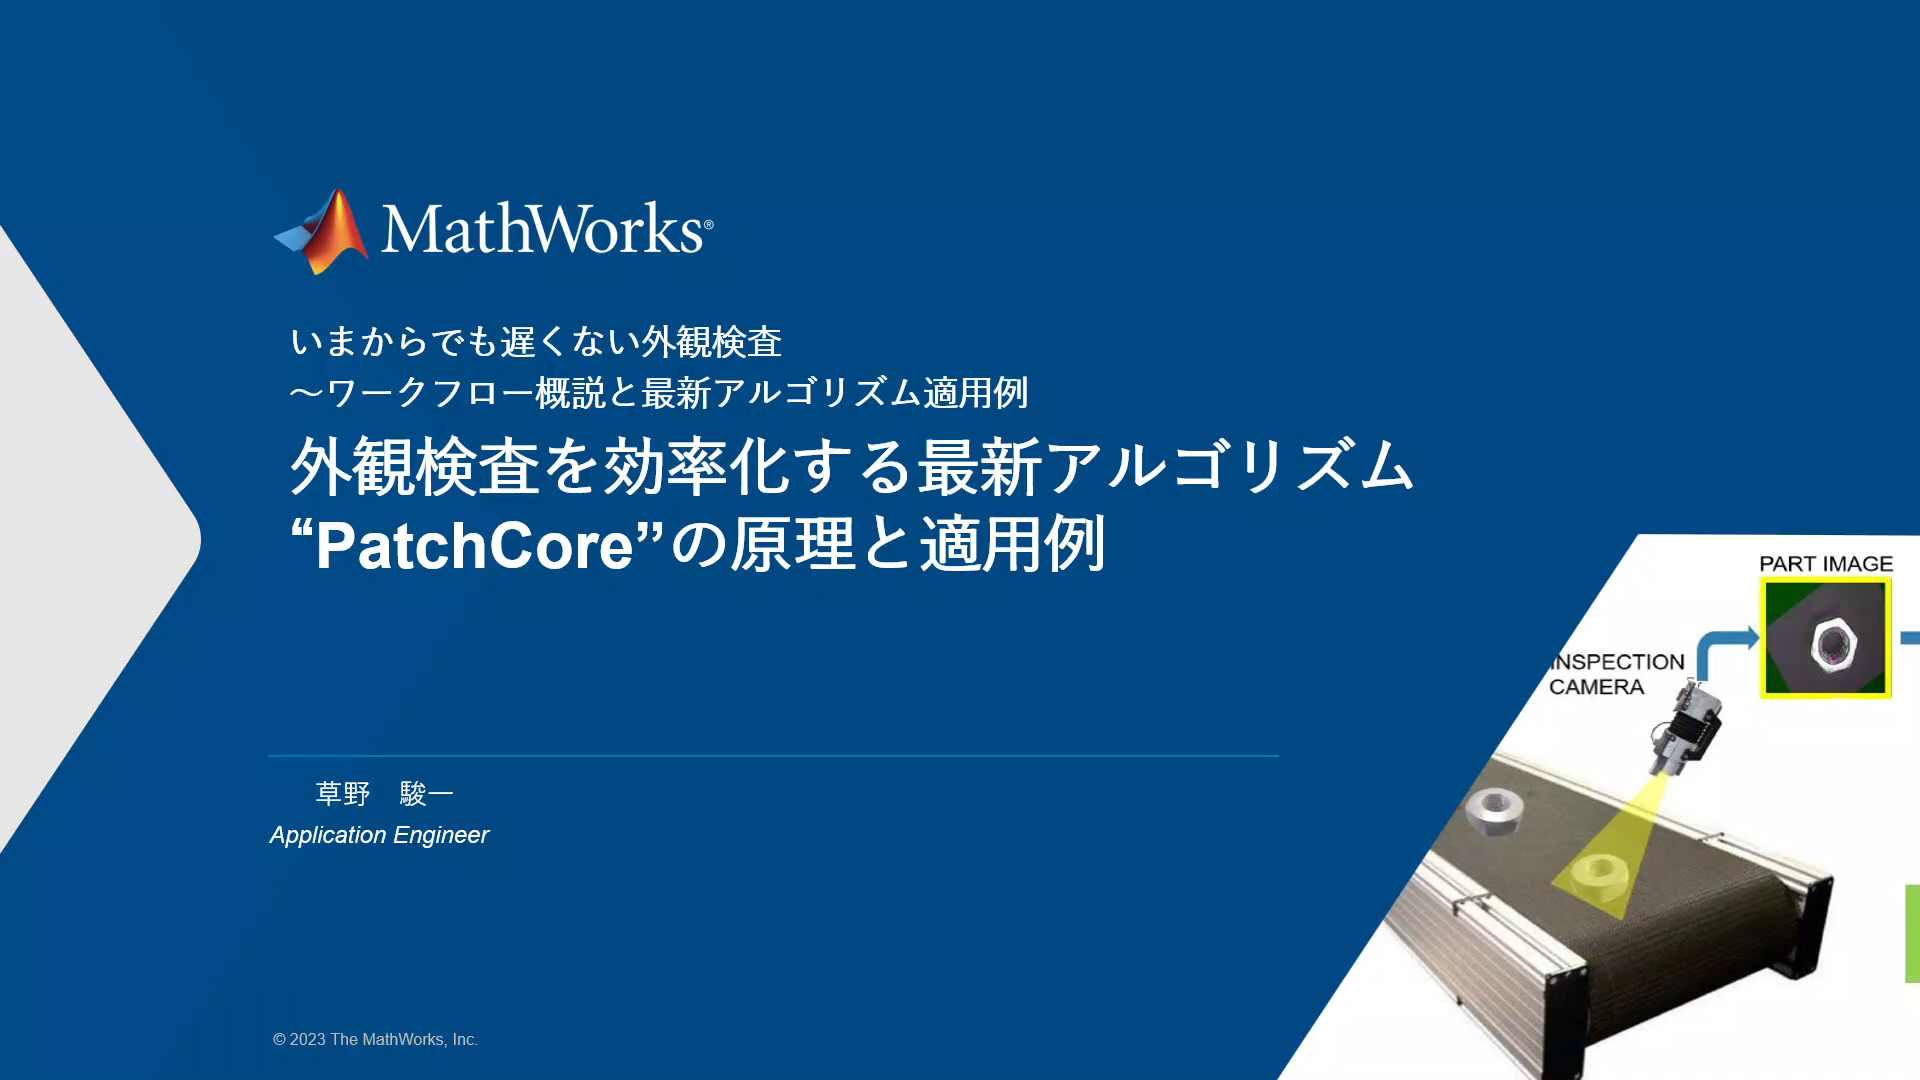 MathWorks®
いまからでも遅くない外観検査
～ワークフロー概説と最新アルゴリズム適用例
外観検査を効率化する最新アルゴリズム
“PatchCore”の原理と適用例
草野　駿一
Application Engineer
© 2023 The MathWorks, Inc.
PART IMAGE
INSPECTION
CAMERA